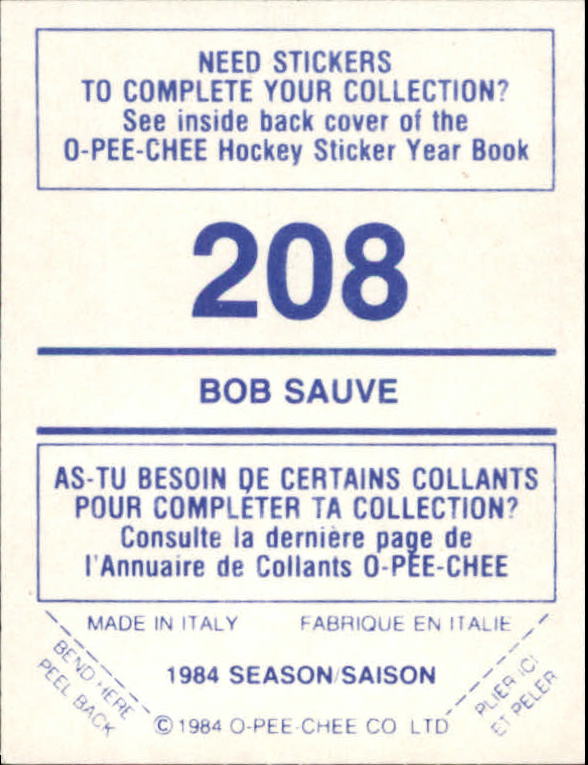 NEED STICKERS
TO COMPLETE YOUR COLLECTION?
See inside back cover of the
O-PEE-CHEE Hockey Sticker Year Book
208
BOB SAUVE
AS-TU BESOIN DE CERTAINS COLLANTS
POUR COMPLÉTER TA COLLECTION?
Consulte la dernière page de
l'Annuaire de Collants O-PEE-CHEE
MADE IN ITALY FABRIQUE EN ITALIE
BEND HERE
PEEL BACK
1984 SEASON/SAISON
PLIER ICI
ET PELER
© 1984 O-PEE-CHEE CO LTD